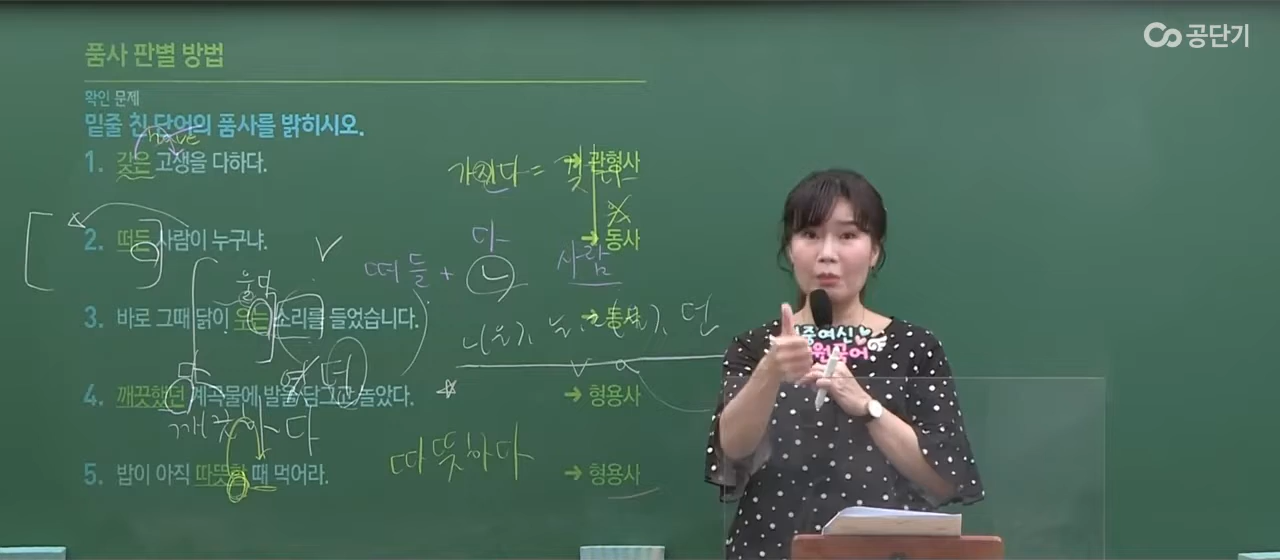 공단기
품사 판별 방법
확인 문제
밑줄 친 단어의 품사를 밝히시오.
have
1. 갖은 고생을 다하다. → 관형사
가진다 =
2. 떠든 사람이 누구냐. → 동사
다
떠들 + ㄴ 사람
울다
3. 바로 그때 닭이 우는 소리를 들었습니다. → 동사
던
4. 깨끗했던 계곡물에 발을 담그고 놀았다. → 형용사
따뜻하다
5. 밥이 아직 따뜻할 때 먹어라. → 형용사